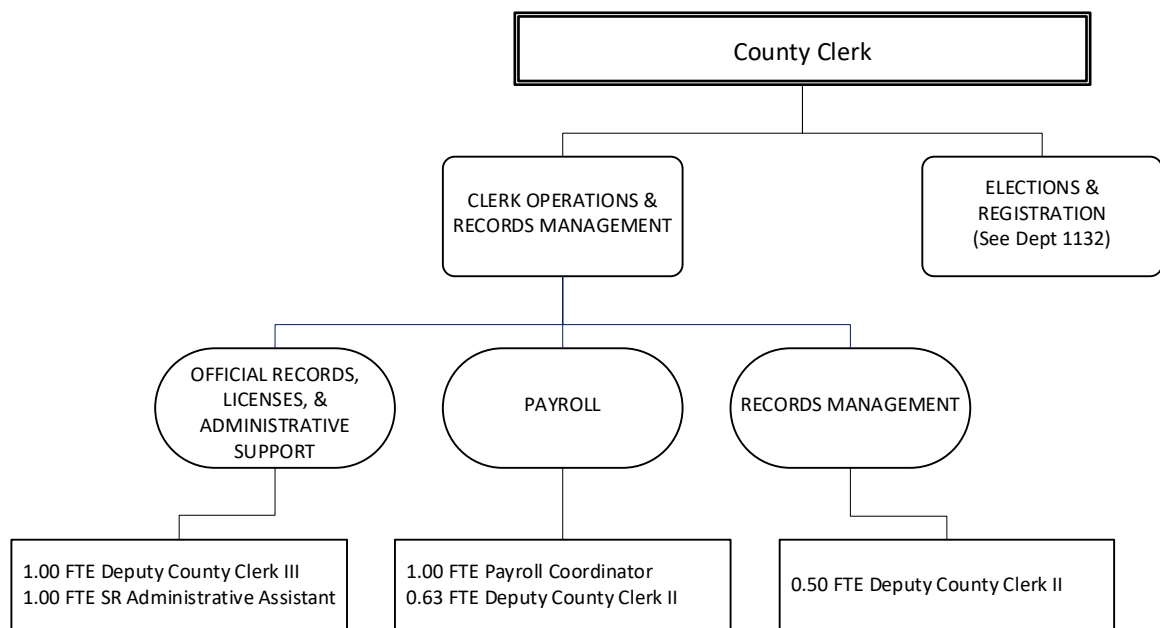 County Clerk
CLERK OPERATIONS &
RECORDS MANAGEMENT
ELECTIONS &
REGISTRATION
(See Dept 1132)
OFFICIAL RECORDS,
LICENSES, &
ADMINISTRATIVE
SUPPORT
PAYROLL
RECORDS MANAGEMENT
1.00 FTE Deputy County Clerk III
1.00 FTE SR Administrative Assistant
1.00 FTE Payroll Coordinator
0.63 FTE Deputy County Clerk II
0.50 FTE Deputy County Clerk II